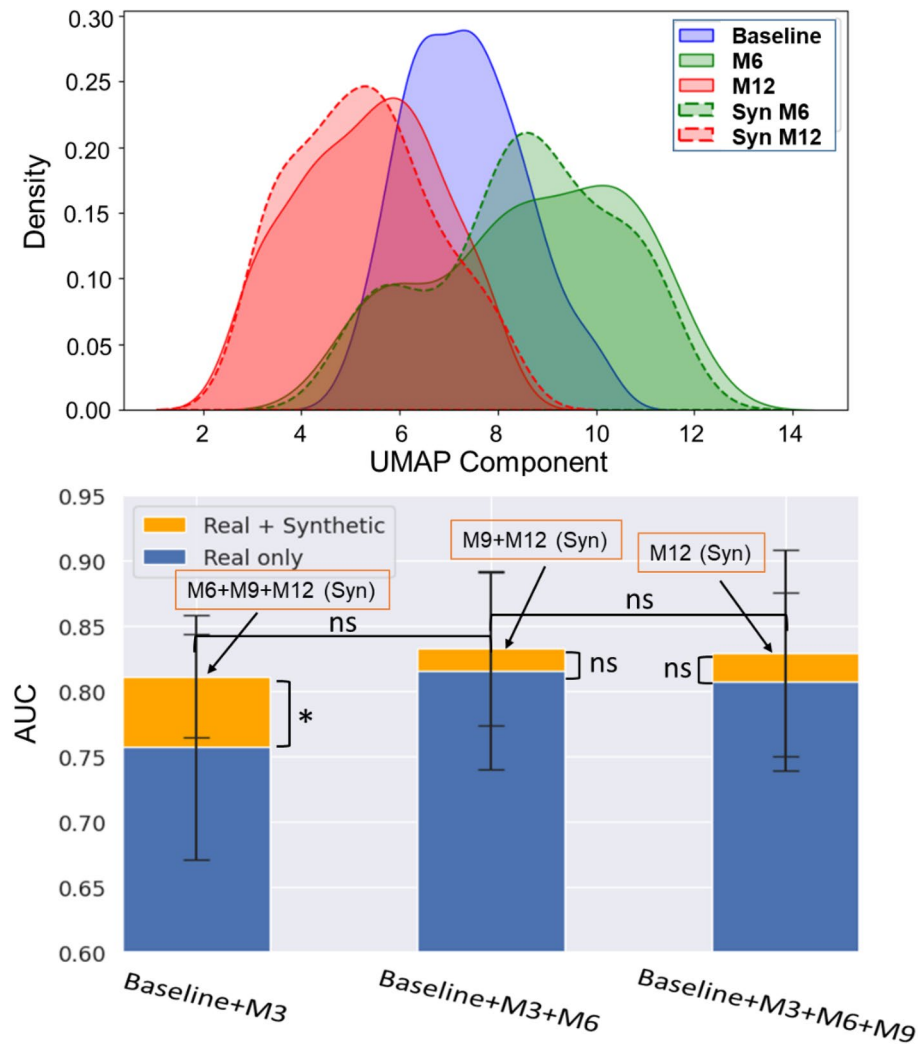 0.30
0.25
0.20
0.15
0.10
0.05
0.00
Density
Baseline
M6
M12
Syn M6
Syn M12
2 4 6 8 10 12 14
UMAP Component
0.95
0.90
0.85
0.80
0.75
0.70
0.65
0.60
AUC
Real + Synthetic
Real only
M6+M9+M12 (Syn)
M9+M12 (Syn)
M12 (Syn)
ns
ns
*
ns
ns
Baseline+M3
Baseline+M3+M6
Baseline+M3+M6+M9